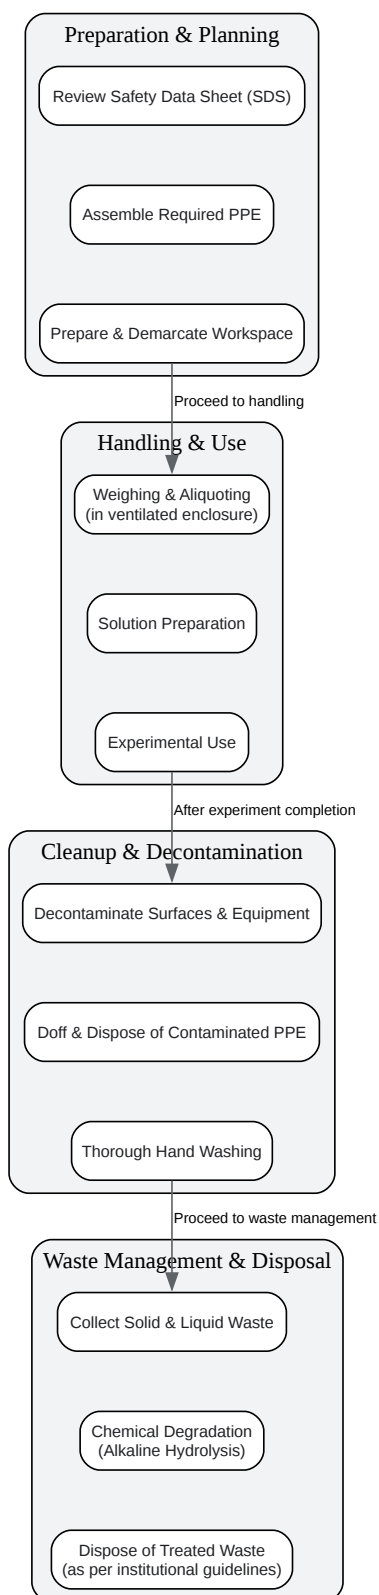 Preparation & Planning
Review Safety Data Sheet (SDS)
Assemble Required PPE
Prepare & Demarcate Workspace
Proceed to handling
Handling & Use
Weighing & Aliquoting
(in ventilated enclosure)
Solution Preparation
Experimental Use
After experiment completion
Cleanup & Decontamination
Decontaminate Surfaces & Equipment
Doff & Dispose of Contaminated PPE
Thorough Hand Washing
Proceed to waste management
Waste Management & Disposal
Collect Solid & Liquid Waste
Chemical Degradation
(Alkaline Hydrolysis)
Dispose of Treated Waste
(as per institutional guidelines)